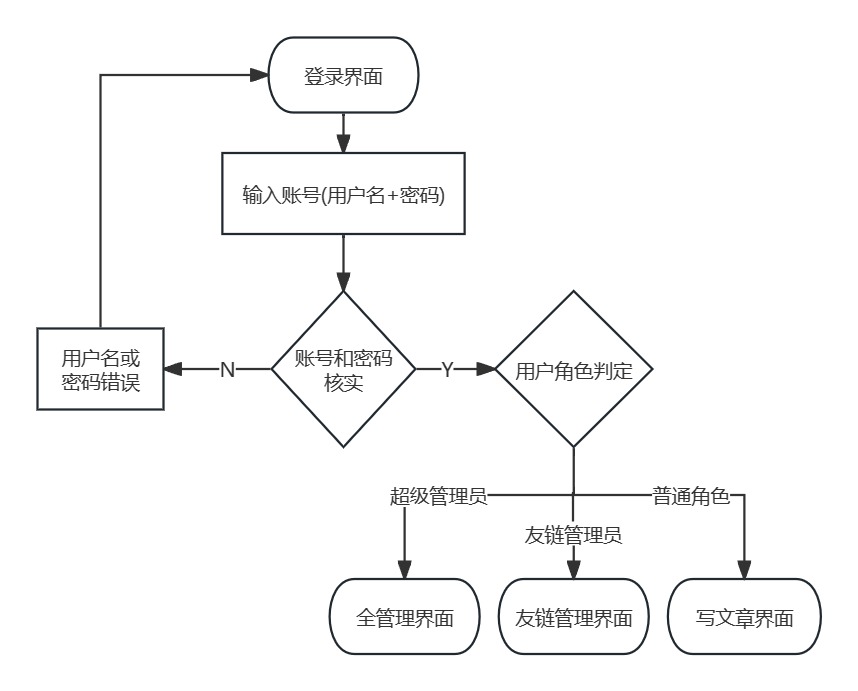 登录界面
输入账号(用户名+密码)
用户名或
密码错误
N
账号和密码
核实
Y
用户角色判定
超级管理员
普通角色
友链管理员
全管理界面
友链管理界面
写文章界面